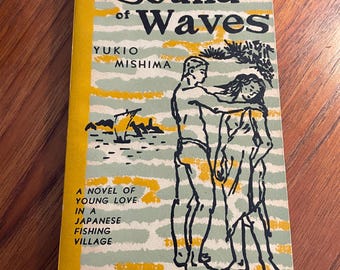 Sound
of Waves
YUKIO
MISHIMA
A NOVEL OF
YOUNG LOVE
IN A
JAPANESE
FISHING
VILLAGE